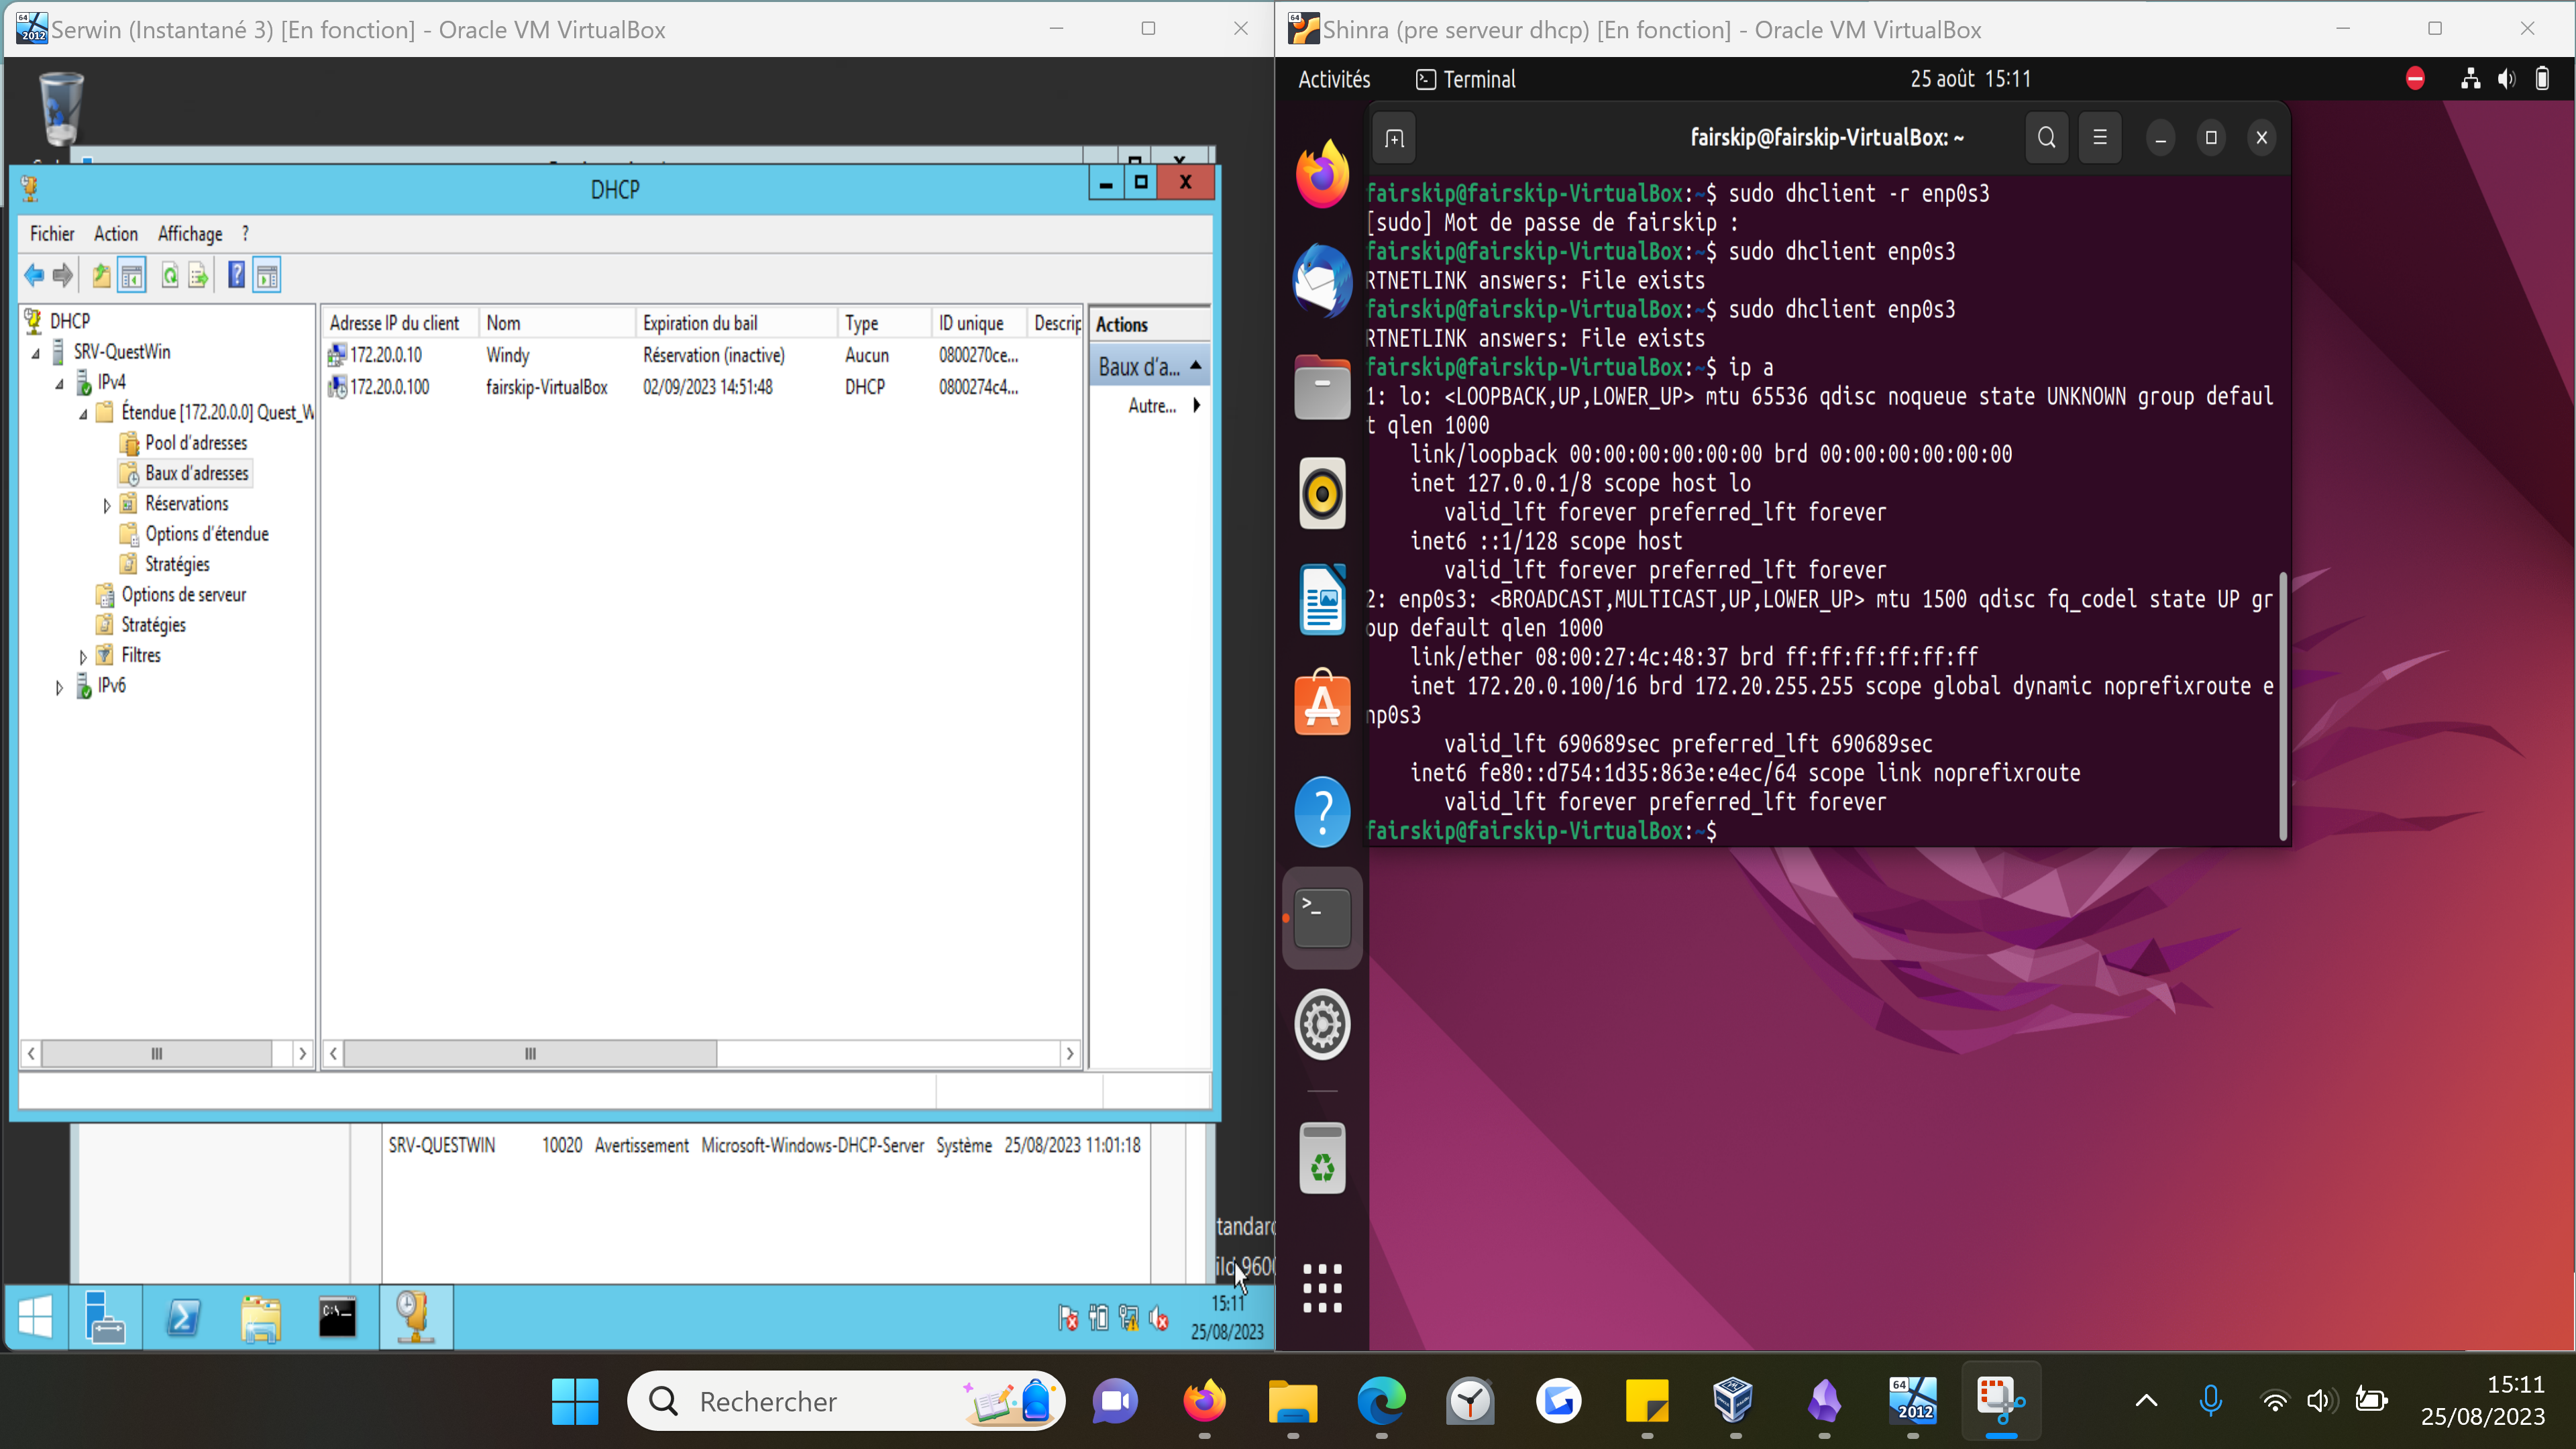 Serwin (Instantané 3) [En fonction] - Oracle VM VirtualBox
DHCP
Fichier Action Affichage ?
DHCP
SRV-QuestWin
IPv4
Étendue [172.20.0.0] Quest_W
Pool d'adresses
Baux d'adresses
Réservations
Options d'étendue
Stratégies
Options de serveur
Stratégies
Filtres
IPv6
Adresse IP du client Nom Expiration du bail Type ID unique Descrip
172.20.0.10 Windy Réservation (inactive) Aucun 0800270ce...
172.20.0.100 fairskip-VirtualBox 02/09/2023 14:51:48 DHCP 0800274c4...
Actions
Baux d'a...
Autre...
SRV-QUESTWIN 10020 Avertissement Microsoft-Windows-DHCP-Server Système 25/08/2023 11:01:18
tandard
ild 9600
15:11
25/08/2023
Shinra (pre serveur dhcp) [En fonction] - Oracle VM VirtualBox
Activités Terminal 25 août 15:11
fairskip@fairskip-VirtualBox: ~
fairskip@fairskip-VirtualBox:~$ sudo dhclient -r enp0s3
[sudo] Mot de passe de fairskip :
fairskip@fairskip-VirtualBox:~$ sudo dhclient enp0s3
RTNETLINK answers: File exists
fairskip@fairskip-VirtualBox:~$ sudo dhclient enp0s3
RTNETLINK answers: File exists
fairskip@fairskip-VirtualBox:~$ ip a
1: lo: <LOOPBACK,UP,LOWER_UP> mtu 65536 qdisc noqueue state UNKNOWN group defaul
t qlen 1000
link/loopback 00:00:00:00:00:00 brd 00:00:00:00:00:00
inet 127.0.0.1/8 scope host lo
valid_lft forever preferred_lft forever
inet6 ::1/128 scope host
valid_lft forever preferred_lft forever
2: enp0s3: <BROADCAST,MULTICAST,UP,LOWER_UP> mtu 1500 qdisc fq_codel state UP gr
oup default qlen 1000
link/ether 08:00:27:4c:48:37 brd ff:ff:ff:ff:ff:ff
inet 172.20.0.100/16 brd 172.20.255.255 scope global dynamic noprefixroute e
np0s3
valid_lft 690689sec preferred_lft 690689sec
inet6 fe80::d754:1d35:863e:e4ec/64 scope link noprefixroute
valid_lft forever preferred_lft forever
fairskip@fairskip-VirtualBox:~$
Rechercher
64
2012
15:11
25/08/2023